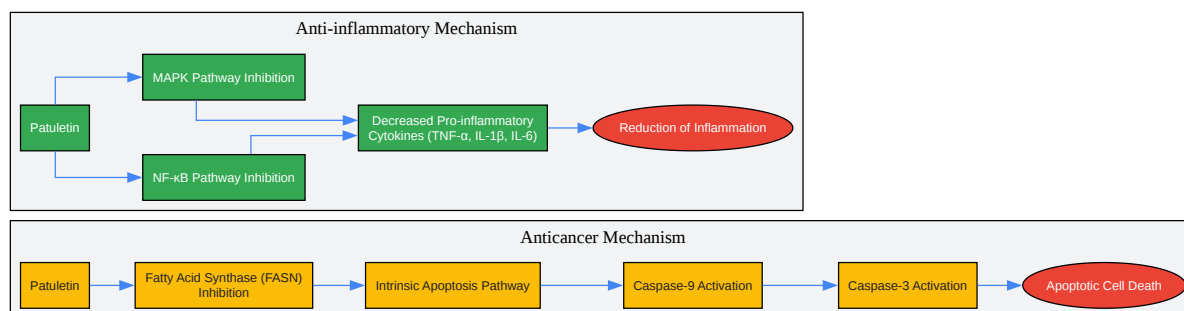 Anti-inflammatory Mechanism
MAPK Pathway Inhibition
Patuletin
Decreased Pro-inflammatory
Cytokines (TNF-α, IL-1β, IL-6)
Reduction of Inflammation
NF-κB Pathway Inhibition
Anticancer Mechanism
Patuletin
Fatty Acid Synthase (FASN)
Inhibition
Intrinsic Apoptosis Pathway
Caspase-9 Activation
Caspase-3 Activation
Apoptotic Cell Death